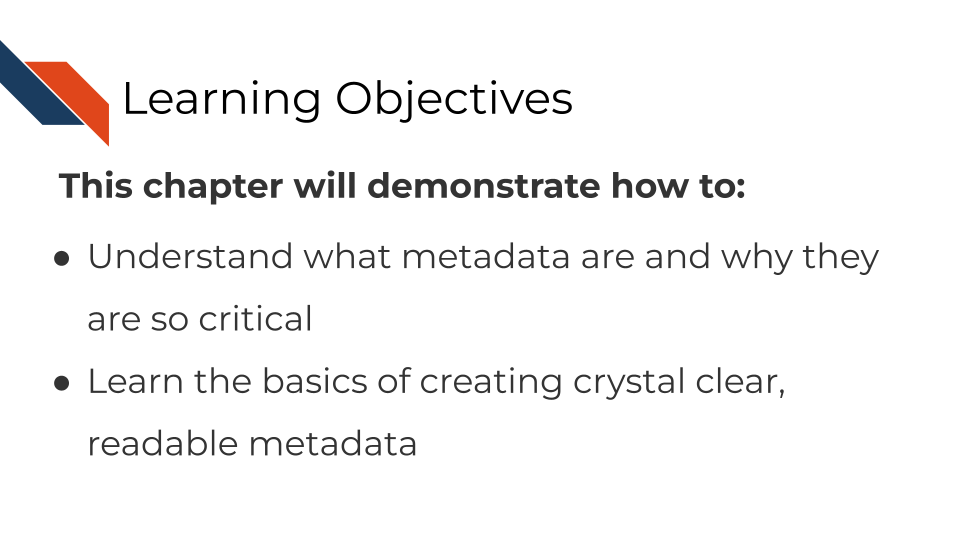 Learning Objectives
This chapter will demonstrate how to:
● Understand what metadata are and why they
are so critical
● Learn the basics of creating crystal clear,
readable metadata